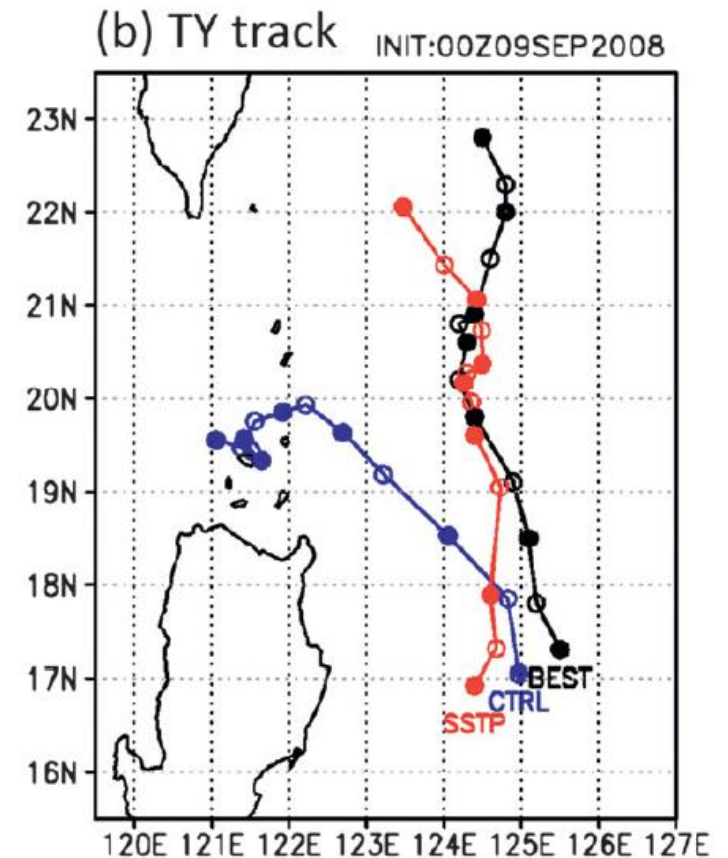 (b) TY track INIT:00Z09SEP2008
23N
22N
21N
20N
19N
18N
17N
16N
BEST
CTRL
SSTP
120E 121E 122E 123E 124E 125E 126E 127E